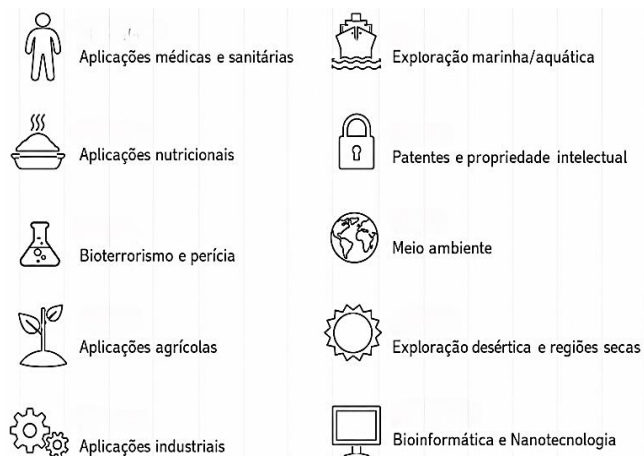 Aplicações médicas e sanitárias
Aplicações nutricionais
Bioterrorismo e perícia
Aplicações agrícolas
Aplicações industriais
Exploração marinha/aquática
Patentes e propriedade intelectual
Meio ambiente
Exploração desértica e regiões secas
Bioinformática e Nanotecnologia